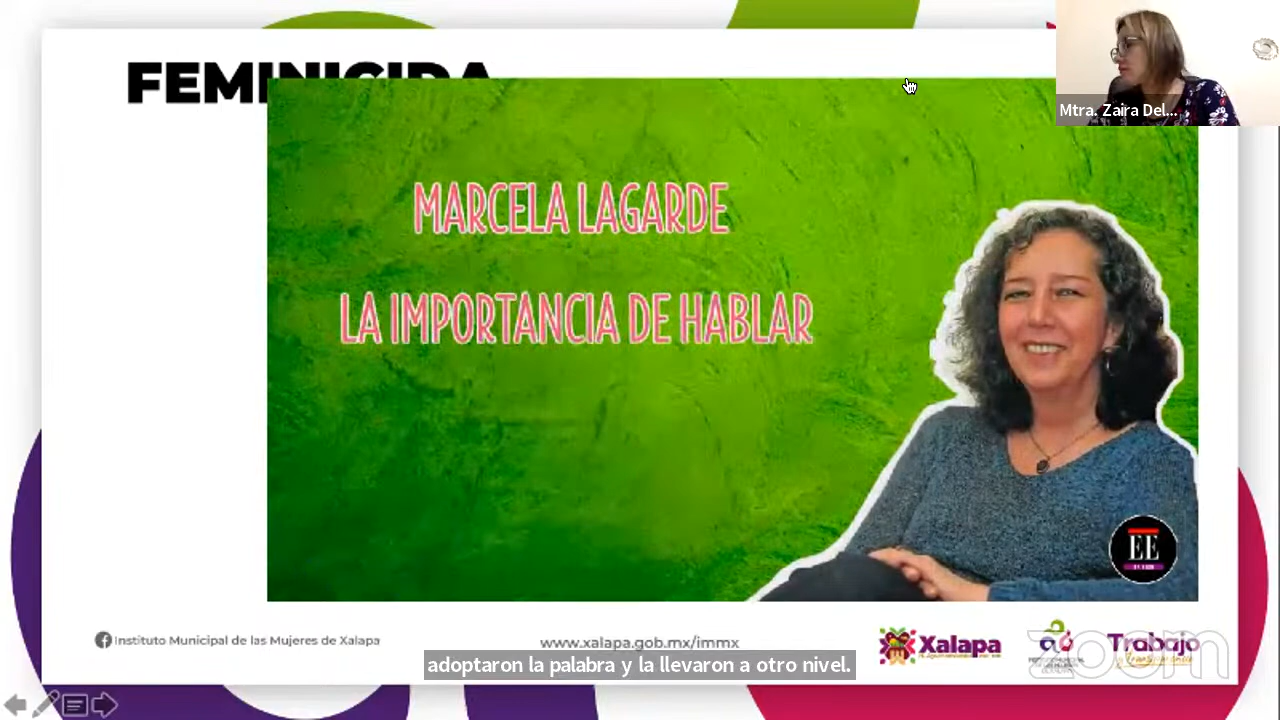 FEMINICIDA
Mtra. Zaira Del...
MARCELA LAGARDE
LA IMPORTANCIA DE HABLAR
EE
Instituto Municipal de las Mujeres de Xalapa
www.xalapa.gob.mx/immx
Xalapa
Trabajo
zoom
adoptaron la palabra y la llevaron a otro nivel.